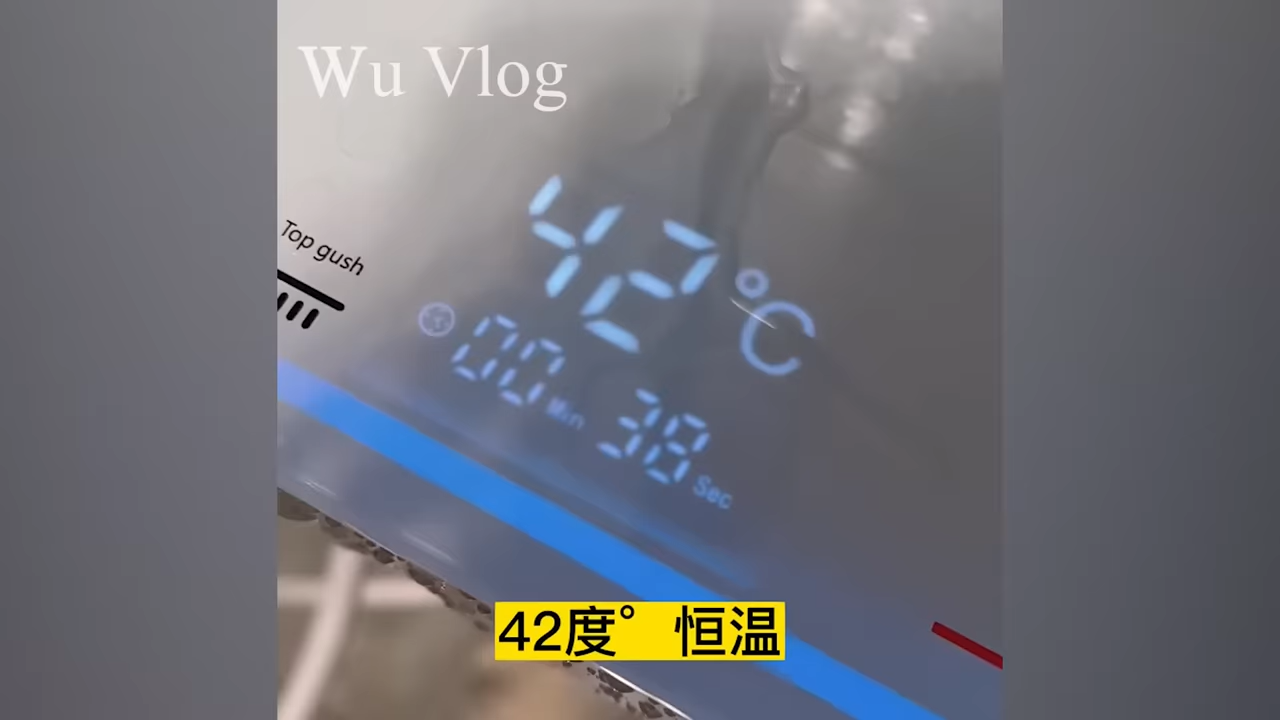 Wu Vlog
Top gush
42°C
00 Min 38 Sec
42度° 恒温